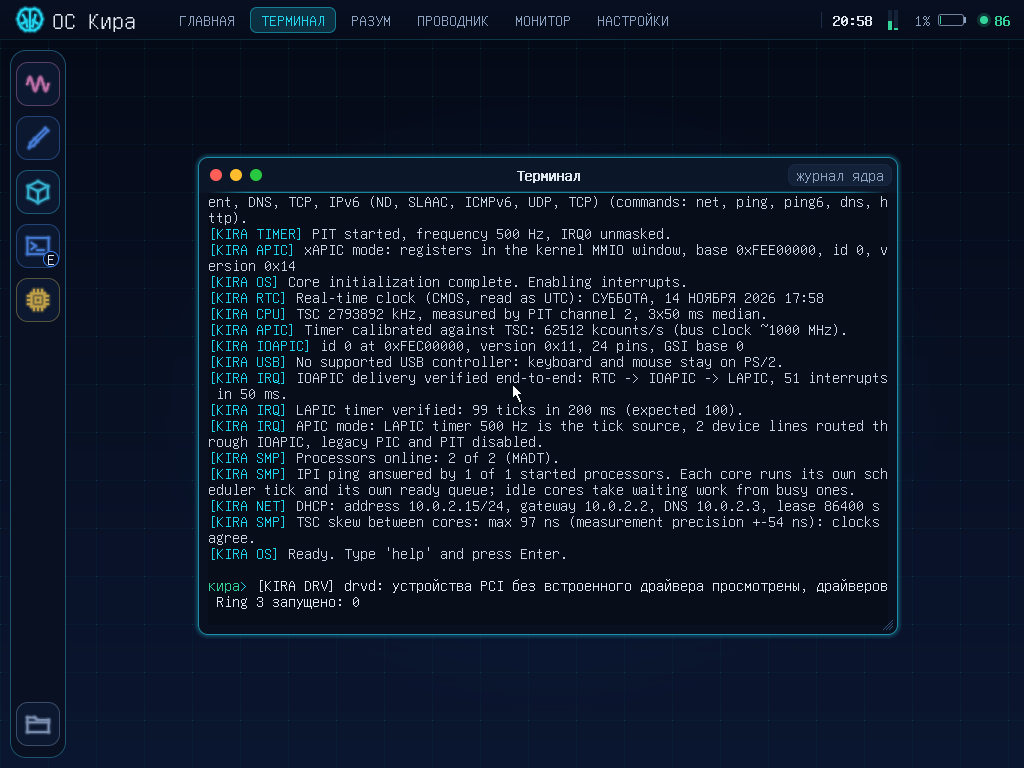 ОС Кира
ГЛАВНАЯ
ТЕРМИНАЛ
РАЗУМ
ПРОВОДНИК
МОНИТОР
НАСТРОЙКИ
20:58
1%
86
E
Терминал
журнал ядра
ent, DNS, TCP, IPv6 (ND, SLAAC, ICMPv6, UDP, TCP) (commands: net, ping, ping6, dns, h
ttp).
[KIRA TIMER] PIT started, frequency 500 Hz, IRQ0 unmasked.
[KIRA APIC] xAPIC mode: registers in the kernel MMIO window, base 0xFEE00000, id 0, v
ersion 0x14
[KIRA OS] Core initialization complete. Enabling interrupts.
[KIRA RTC] Real-time clock (CMOS, read as UTC): СУББОТА, 14 НОЯБРЯ 2026 17:58
[KIRA CPU] TSC 2793892 kHz, measured by PIT channel 2, 3x50 ms median.
[KIRA APIC] Timer calibrated against TSC: 62512 kcounts/s (bus clock ~1000 MHz).
[KIRA IOAPIC] id 0 at 0xFEC00000, version 0x11, 24 pins, GSI base 0
[KIRA USB] No supported USB controller: keyboard and mouse stay on PS/2.
[KIRA IRQ] IOAPIC delivery verified end-to-end: RTC -> IOAPIC -> LAPIC, 51 interrupts
in 50 ms.
[KIRA IRQ] LAPIC timer verified: 99 ticks in 200 ms (expected 100).
[KIRA IRQ] APIC mode: LAPIC timer 500 Hz is the tick source, 2 device lines routed th
rough IOAPIC, legacy PIC and PIT disabled.
[KIRA SMP] Processors online: 2 of 2 (MADT).
[KIRA SMP] IPI ping answered by 1 of 1 started processors. Each core runs its own sch
eduler tick and its own ready queue; idle cores take waiting work from busy ones.
[KIRA NET] DHCP: address 10.0.2.15/24, gateway 10.0.2.2, DNS 10.0.2.3, lease 86400 s
[KIRA SMP] TSC skew between cores: max 97 ns (measurement precision +-54 ns): clocks
agree.
[KIRA OS] Ready. Type 'help' and press Enter.
кира> [KIRA DRV] drvd: устройства PCI без встроенного драйвера просмотрены, драйверов
Ring 3 запущено: 0